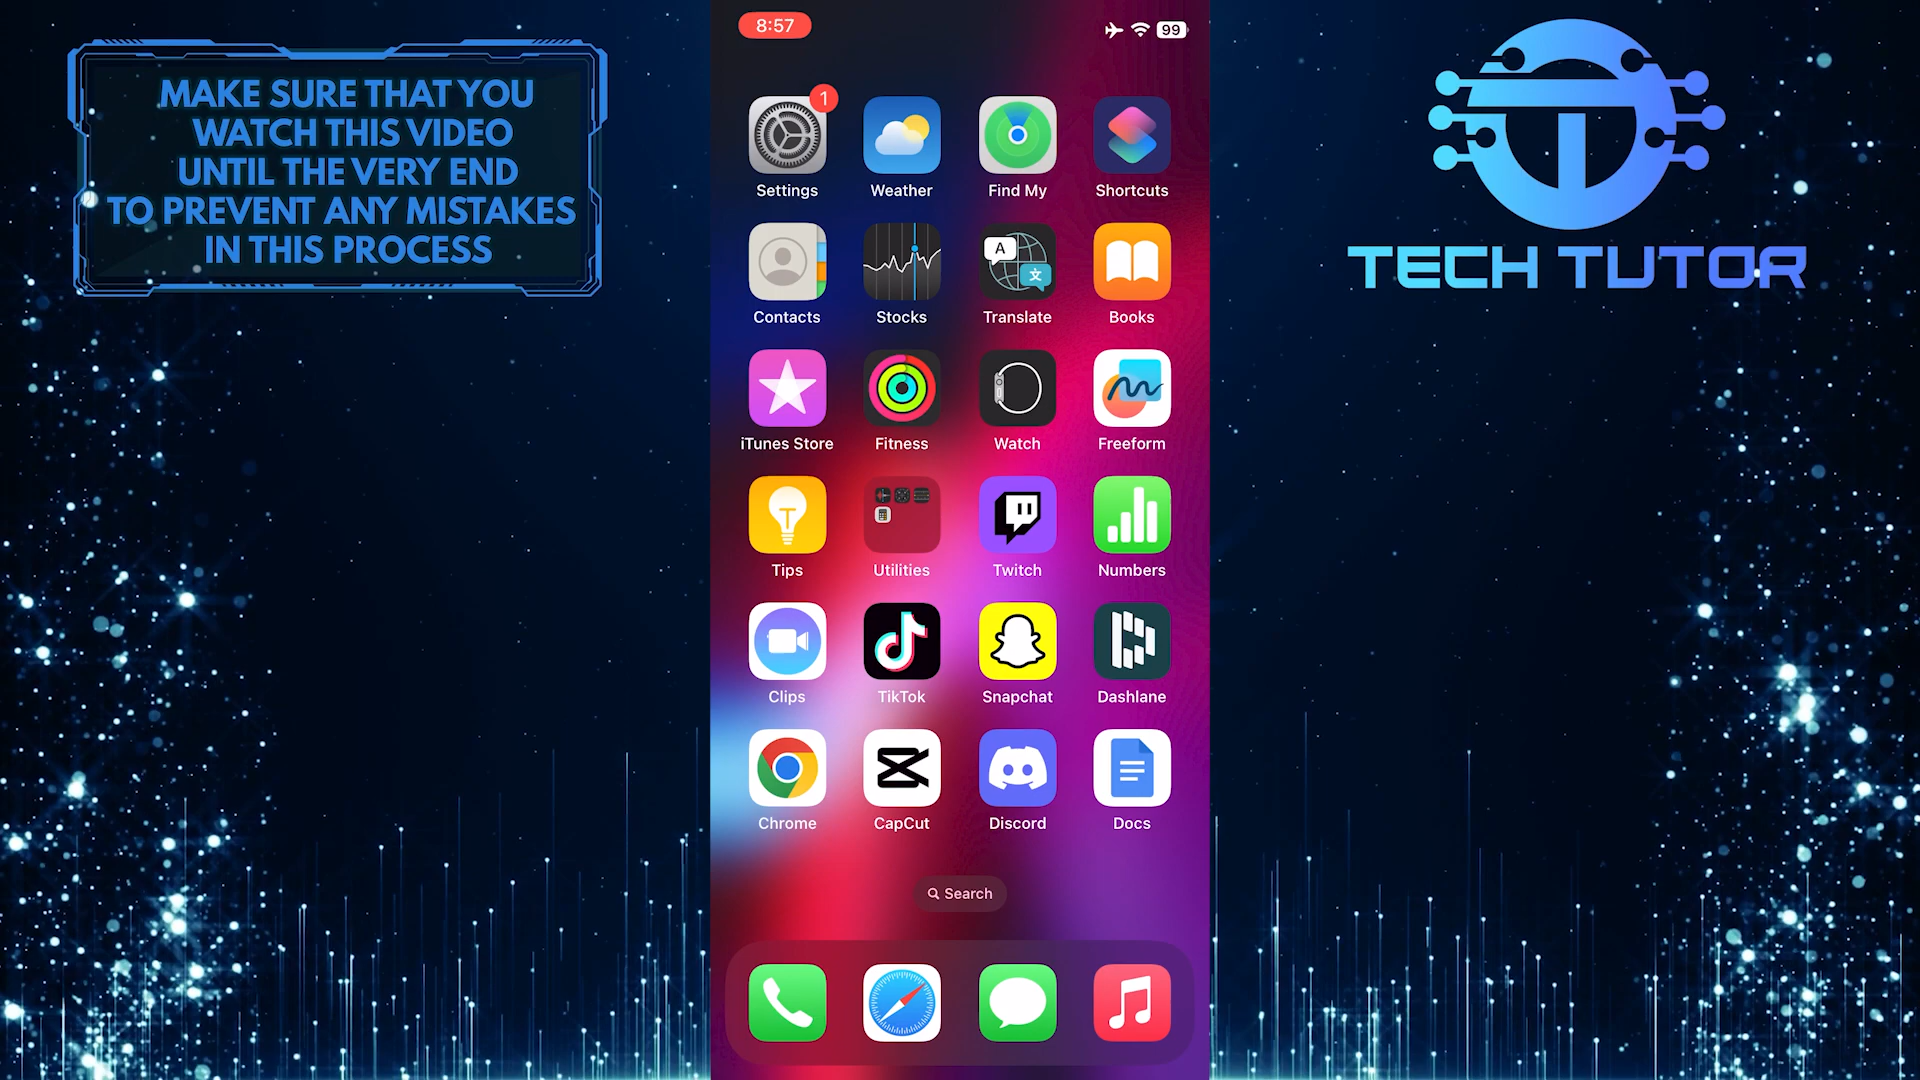 MAKE SURE THAT YOU
WATCH THIS VIDEO
UNTIL THE VERY END
TO PREVENT ANY MISTAKES
IN THIS PROCESS
8:57
99
1
Settings
Weather
Find My
Shortcuts
A
文
Contacts
Stocks
Translate
Books
iTunes Store
Fitness
Watch
Freeform
Tips
Utilities
Twitch
Numbers
Clips
TikTok
Snapchat
Dashlane
Chrome
CapCut
Discord
Docs
Search
T
TECH TUTOR